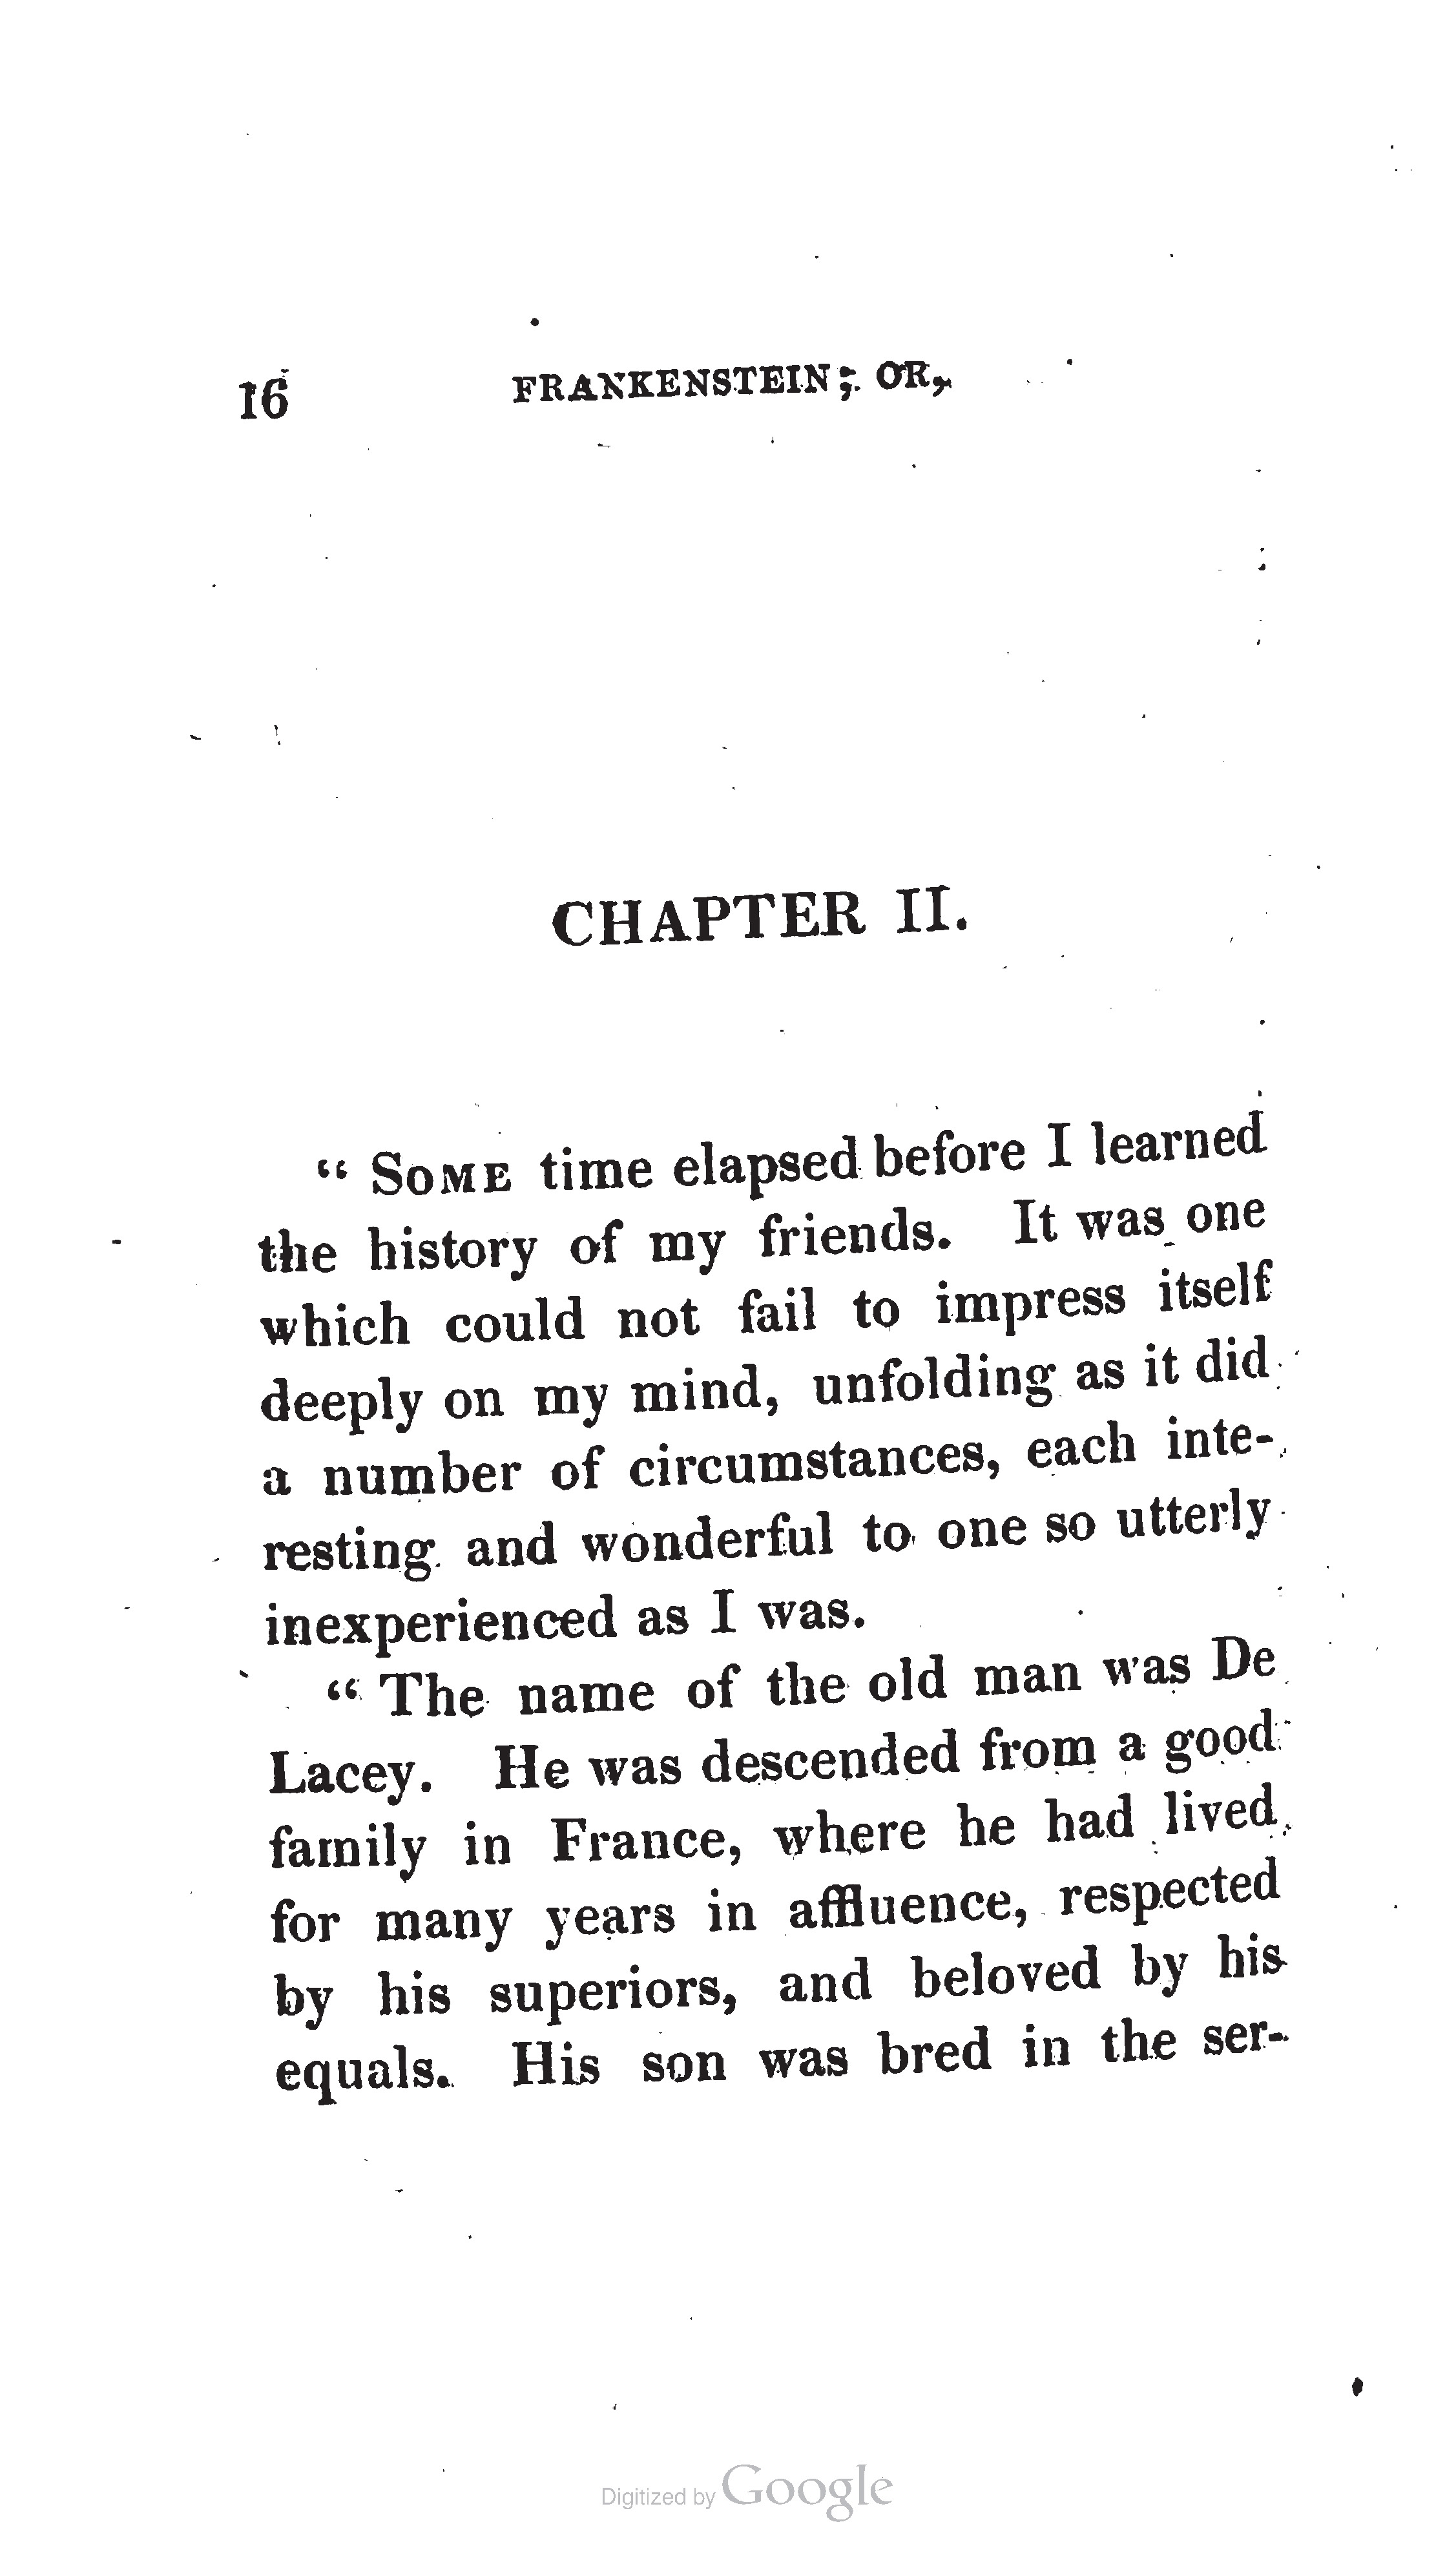 16 FRANKENSTEIN; OR,
CHAPTER II.
“ SOME time elapsed before I learned
the history of my friends. It was one
which could not fail to impress itself
deeply on my mind, unfolding as it did
a number of circumstances, each inte-
resting and wonderful to one so utterly
inexperienced as I was.
“ The name of the old man was De
Lacey. He was descended from a good
family in France, where he had lived
for many years in affluence, respected
by his superiors, and beloved by his
equals. His son was bred in the ser-
Digitized by Google